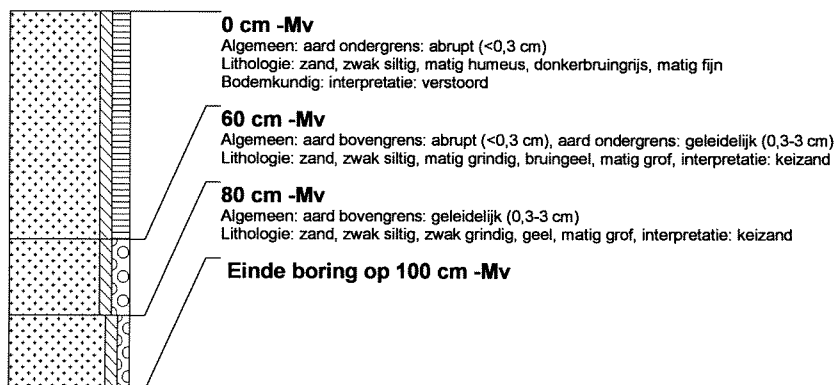 0 cm -Mv
Algemeen: aard ondergrens: abrupt (<0,3 cm)
Lithologie: zand, zwak siltig, matig humeus, donkerbruingrijs, matig fijn
Bodemkundig: interpretatie: verstoord
60 cm -Mv
Algemeen: aard bovengrens: abrupt (<0,3 cm), aard ondergrens: geleidelijk (0,3-3 cm)
Lithologie: zand, zwak siltig, matig grindig, bruingeel, matig grof, interpretatie: keizand
80 cm -Mv
Algemeen: aard bovengrens: geleidelijk (0,3-3 cm)
Lithologie: zand, zwak siltig, zwak grindig, geel, matig grof, interpretatie: keizand
Einde boring op 100 cm -Mv